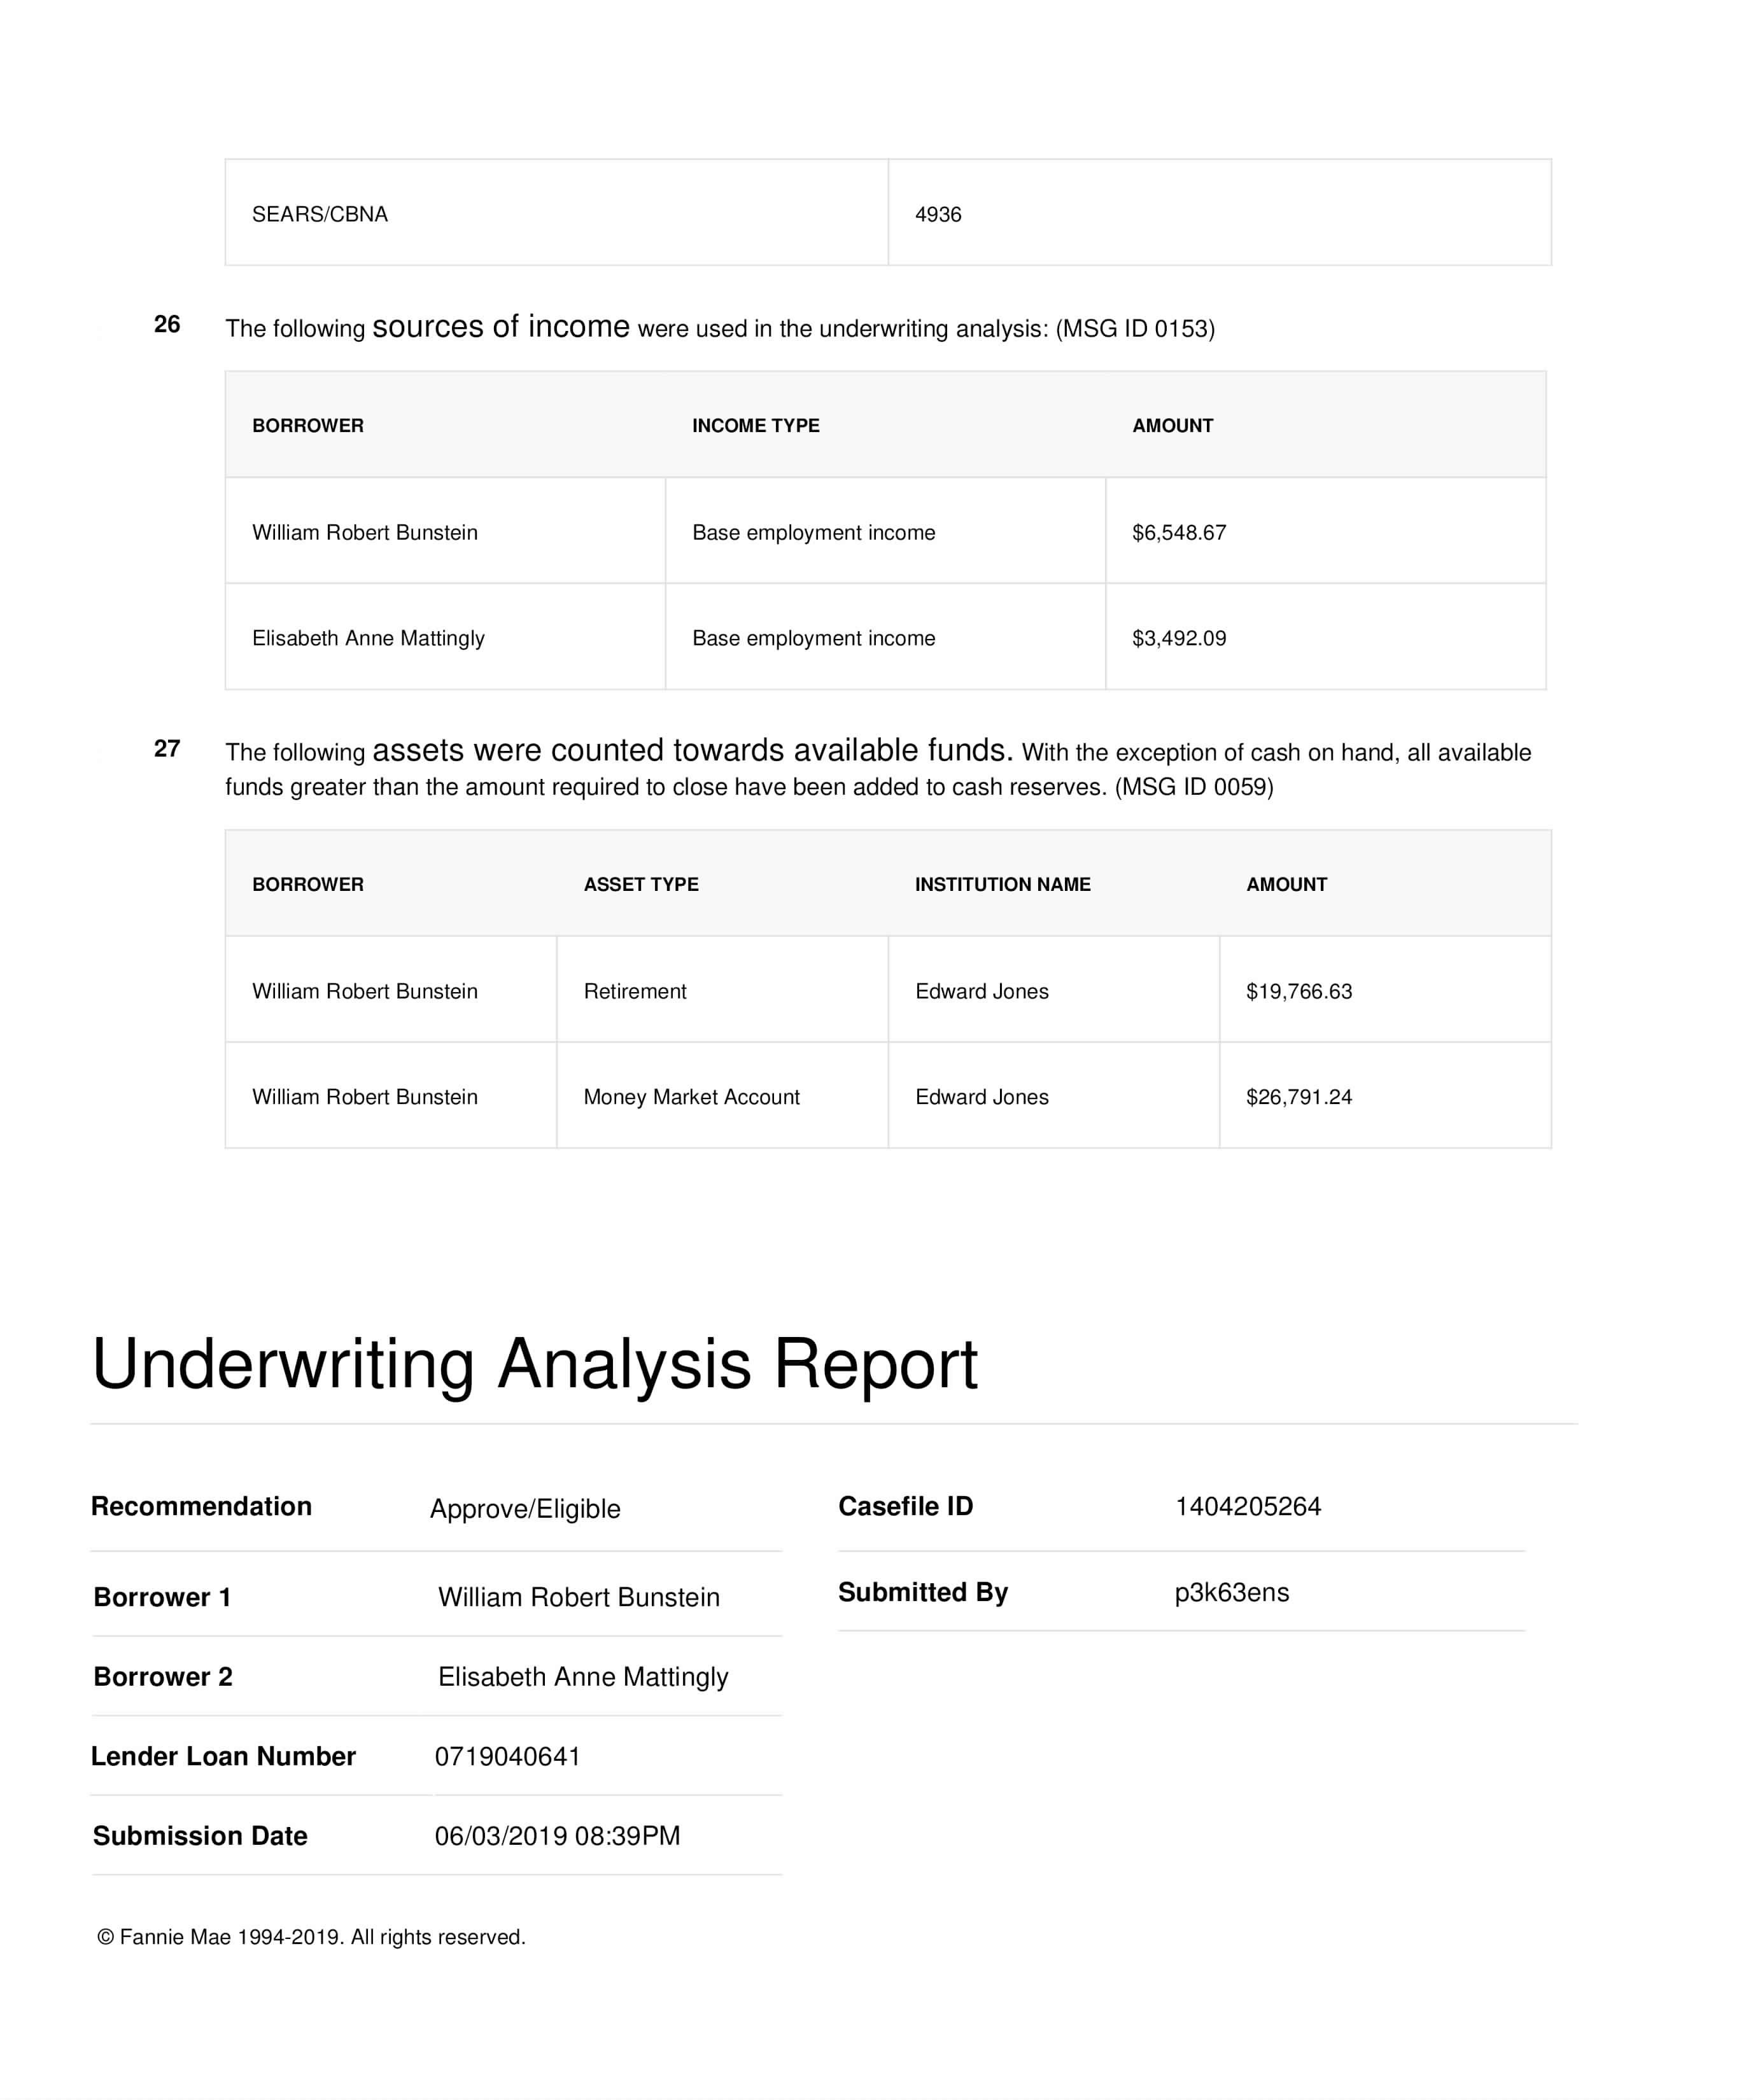 SEARS/CBNA 4936
26 The following sources of income were used in the underwriting analysis: (MSG ID 0153)
BORROWER INCOME TYPE AMOUNT
William Robert Bunstein Base employment income $6,548.67
Elisabeth Anne Mattingly Base employment income $3,492.09
27 The following assets were counted towards available funds. With the exception of cash on hand, all available
funds greater than the amount required to close have been added to cash reserves. (MSG ID 0059)
BORROWER ASSET TYPE INSTITUTION NAME AMOUNT
William Robert Bunstein Retirement Edward Jones $19,766.63
William Robert Bunstein Money Market Account Edward Jones $26,791.24
Underwriting Analysis Report
Recommendation Approve/Eligible Casefile ID 1404205264
Borrower 1 William Robert Bunstein Submitted By p3k63ens
Borrower 2 Elisabeth Anne Mattingly
Lender Loan Number 0719040641
Submission Date 06/03/2019 08:39PM
© Fannie Mae 1994-2019. All rights reserved.